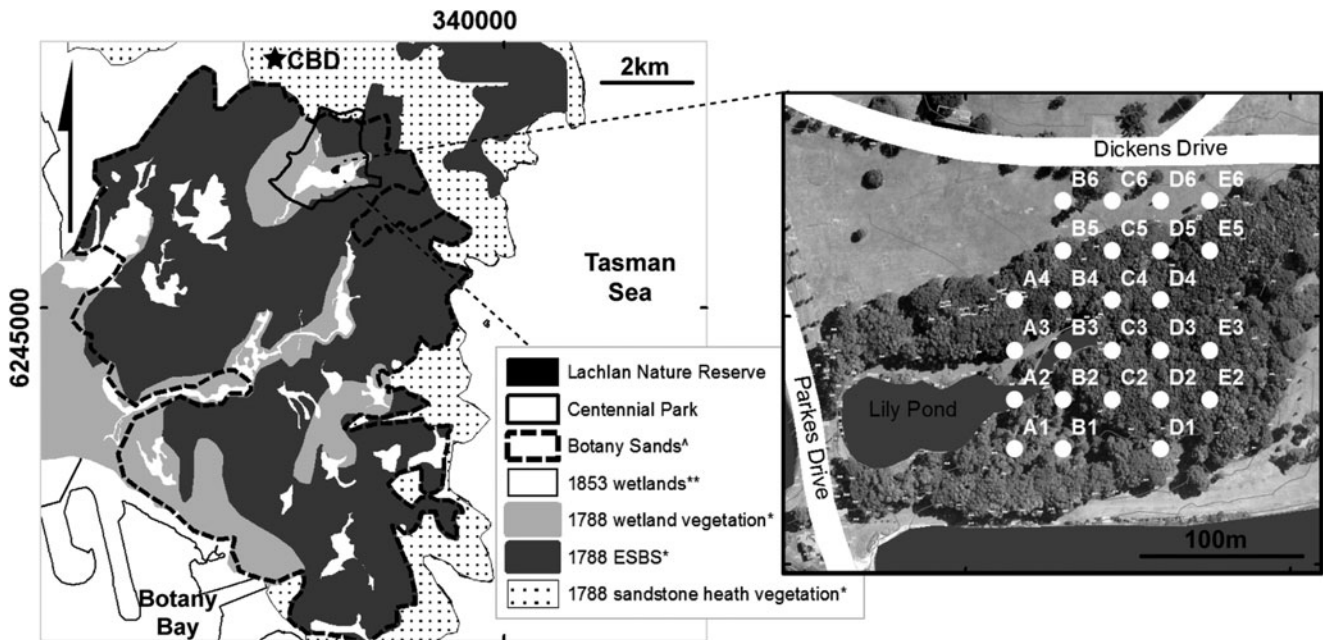 340000
CBD
2km
6245000
Tasman
Sea
Botany
Bay
Lachlan Nature Reserve
Centennial Park
Botany Sands^
1853 wetlands**
1788 wetland vegetation*
1788 ESBS*
1788 sandstone heath vegetation*
Dickens Drive
B6 C6 D6 E6
B5 C5 D5 E5
A4 B4 C4 D4
A3 B3 C3 D3 E3
A2 B2 C2 D2 E2
Lily Pond
A1 B1 D1
Parkes Drive
100m